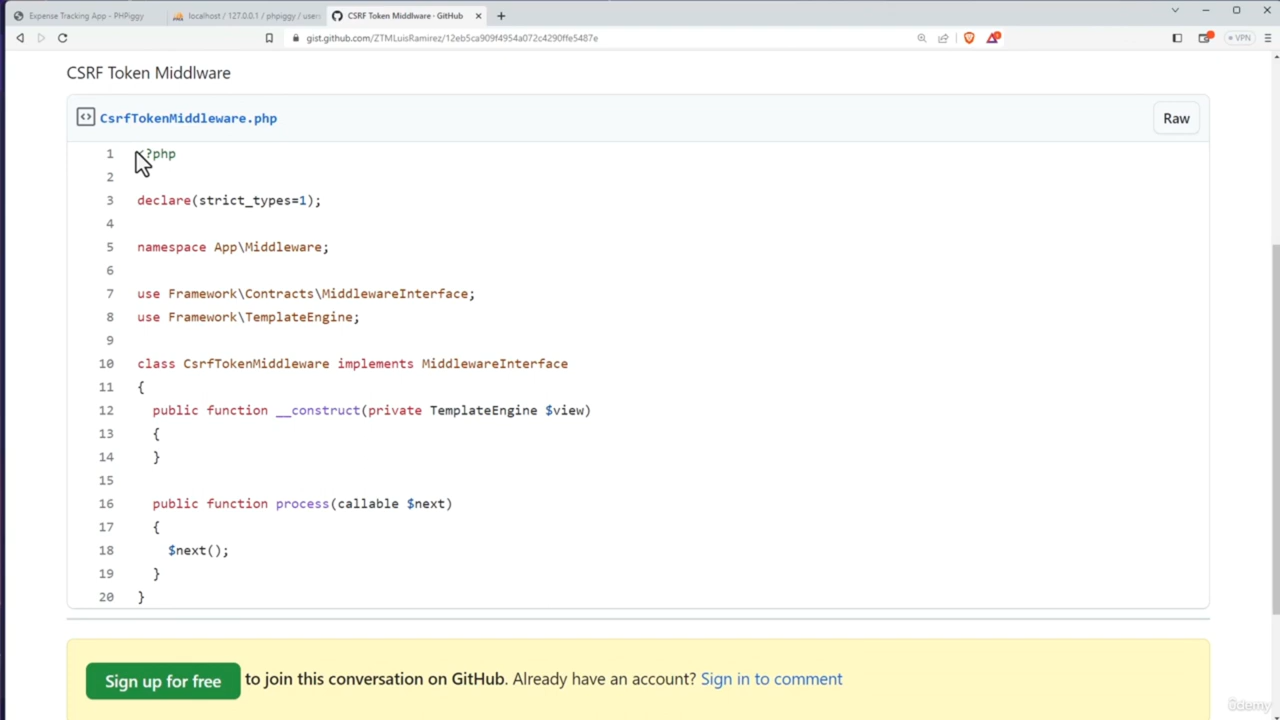 Expense Tracking App - PHPiggy
localhost / 127.0.0.1 / phpiggy / users
CSRF Token Middlware · GitHub
gist.github.com/ZTMLuisRamirez/12eb5ca909f4954a072c4290ffe5487e
VPN
CSRF Token Middlware
CsrfTokenMiddleware.php
Raw
1 <?php
2
3 declare(strict_types=1);
4
5 namespace App\Middleware;
6
7 use Framework\Contracts\MiddlewareInterface;
8 use Framework\TemplateEngine;
9
10 class CsrfTokenMiddleware implements MiddlewareInterface
11 {
12 public function __construct(private TemplateEngine $view)
13 {
14 }
15
16 public function process(callable $next)
17 {
18 $next();
19 }
20 }
Sign up for free to join this conversation on GitHub. Already have an account? Sign in to comment
ûdemy